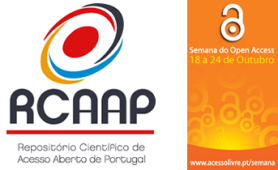 RCAAP
Repositório Científico de
Acesso Aberto de Portugal
Semana do Open Access
18 a 24 de Outubro
www.acessolivre.pt/semana